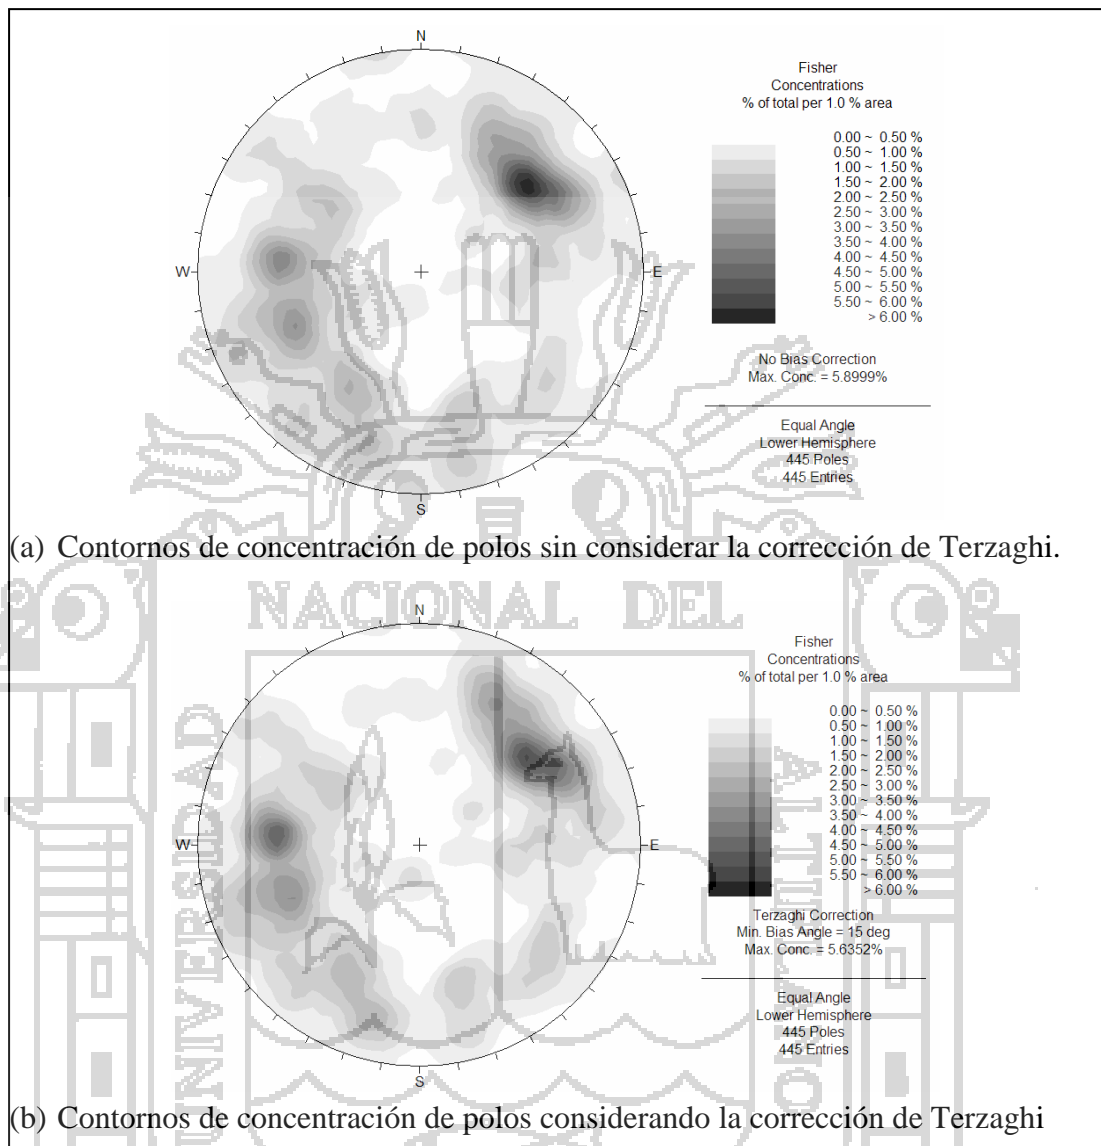 N
W
E
S
Fisher
Concentrations
% of total per 1.0 % area
0.00 ~ 0.50 %
0.50 ~ 1.00 %
1.00 ~ 1.50 %
1.50 ~ 2.00 %
2.00 ~ 2.50 %
2.50 ~ 3.00 %
3.00 ~ 3.50 %
3.50 ~ 4.00 %
4.00 ~ 4.50 %
4.50 ~ 5.00 %
5.00 ~ 5.50 %
5.50 ~ 6.00 %
> 6.00 %
No Bias Correction
Max. Conc. = 5.8999%
Equal Angle
Lower Hemisphere
445 Poles
445 Entries
(a) Contornos de concentración de polos sin considerar la corrección de Terzaghi.
NACIONAL DEL
UNIVERSIDAD
ALTIPLANO
N
W
E
S
Fisher
Concentrations
% of total per 1.0 % area
0.00 ~ 0.50 %
0.50 ~ 1.00 %
1.00 ~ 1.50 %
1.50 ~ 2.00 %
2.00 ~ 2.50 %
2.50 ~ 3.00 %
3.00 ~ 3.50 %
3.50 ~ 4.00 %
4.00 ~ 4.50 %
4.50 ~ 5.00 %
5.00 ~ 5.50 %
5.50 ~ 6.00 %
> 6.00 %
Terzaghi Correction
Min. Bias Angle = 15 deg
Max. Conc. = 5.6352%
Equal Angle
Lower Hemisphere
445 Poles
445 Entries
(b) Contornos de concentración de polos considerando la corrección de Terzaghi